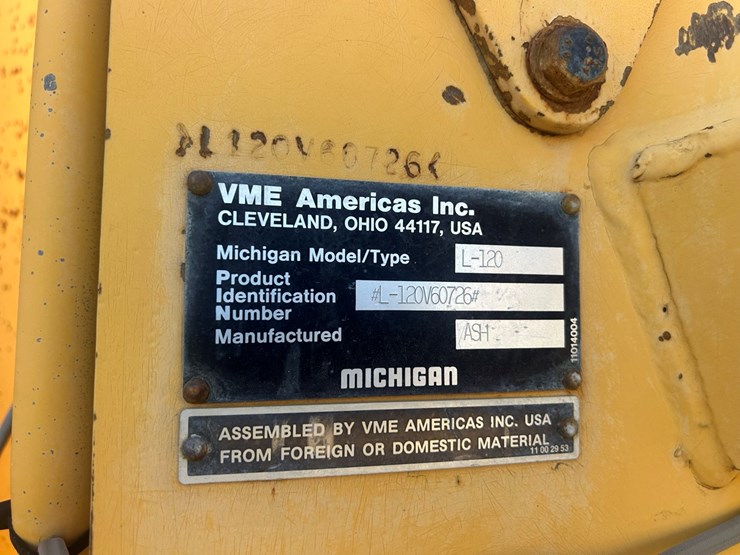 L120V60726
VME Americas Inc.
CLEVELAND, OHIO 44117, USA
Michigan Model/Type L-120
Product
Identification #L-120V60726#
Number
Manufactured ASH
11014004
MICHIGAN
ASSEMBLED BY VME AMERICAS INC. USA
FROM FOREIGN OR DOMESTIC MATERIAL
11 00 29 53